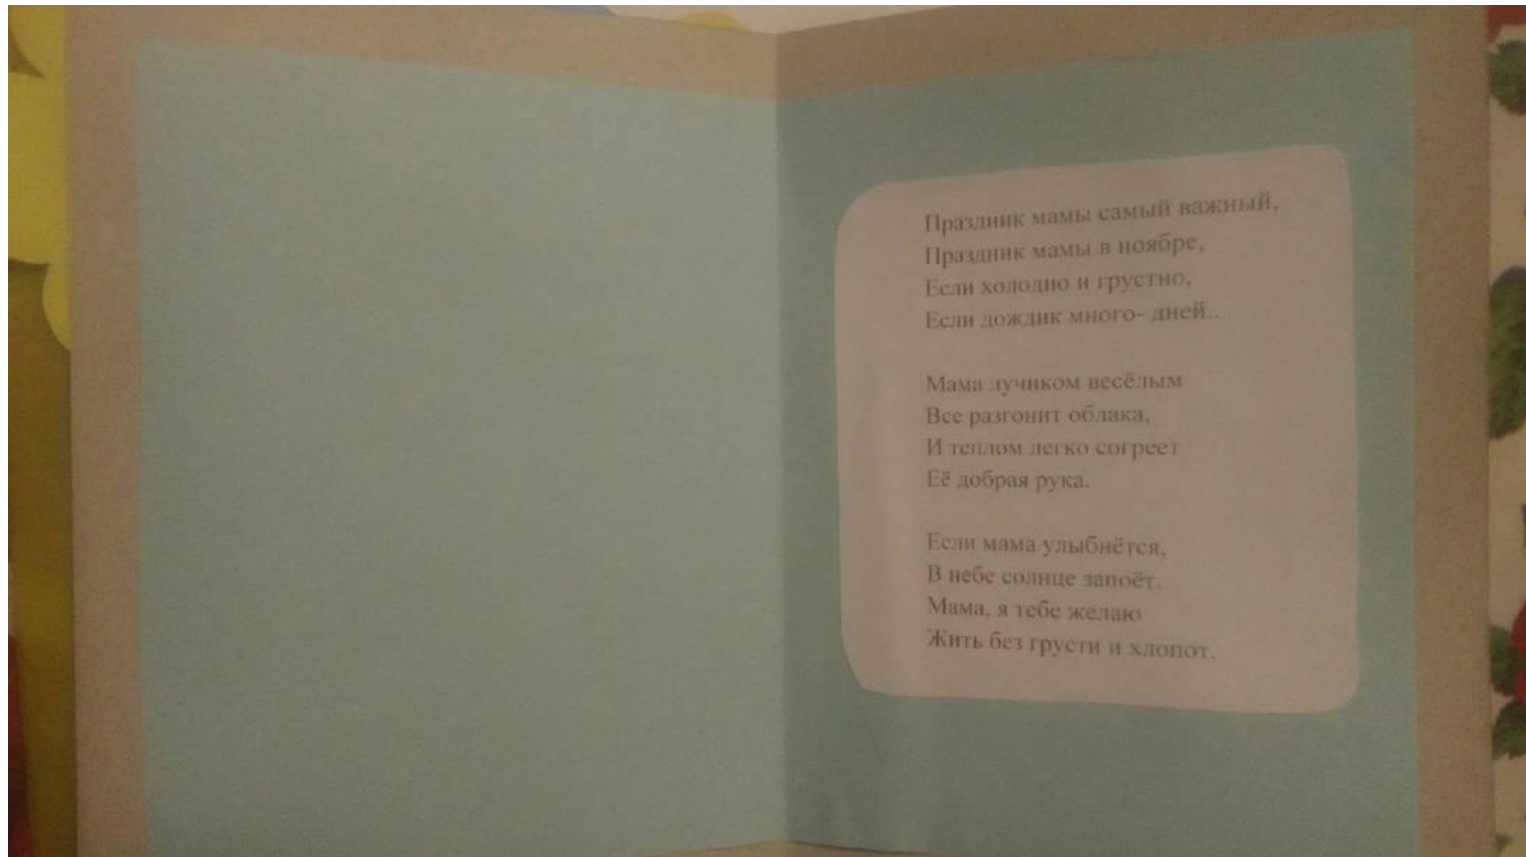 Праздник мамы самый важный,
Праздник мамы в ноябре,
Если холодно и грустно,
Если дождик много- дней..
Мама лучиком весёлым
Все разгонит облака,
И теплом легко согреет
Её добрая рука.
Если мама улыбнётся,
В небе солнце запоёт.
Мама, я тебе желаю
Жить без грусти и хлопот.